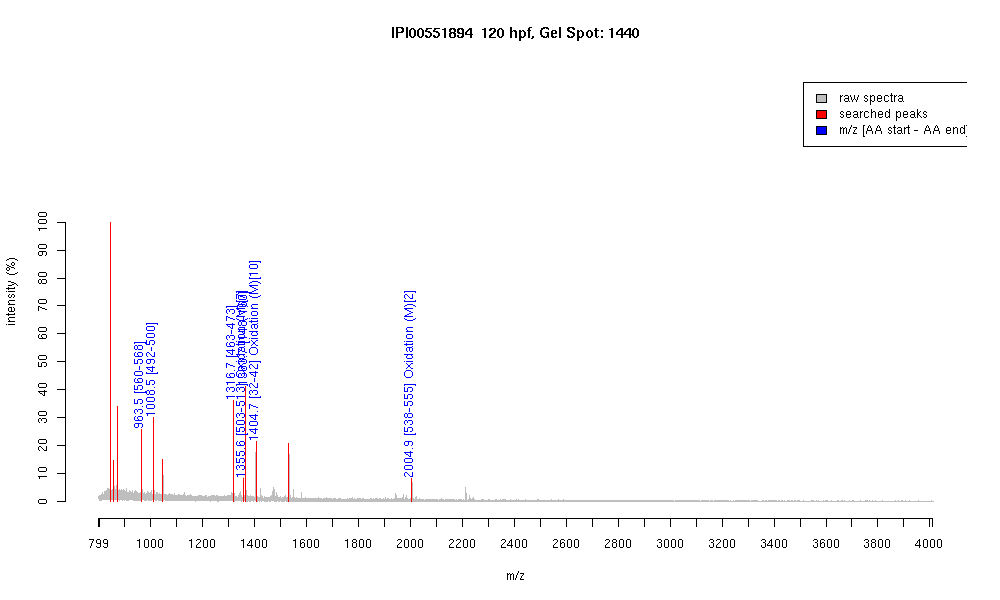 IPI00551894 120 hpf, Gel Spot: 1440
raw spectra
searched peaks
m/z [AA start - AA end]
intensity (%)
100
90
80
70
60
50
40
30
20
10
0
963.5 [560-568]
1008.5 [492-500]
1316.7 [463-473]
1355.6 [503-513] Oxidation (M)[7]
1404.7 [32-42] Oxidation (M)[10]
2004.9 [538-555] Oxidation (M)[2]
799 1000 1200 1400 1600 1800 2000 2200 2400 2600 2800 3000 3200 3400 3600 3800 4000
m/z